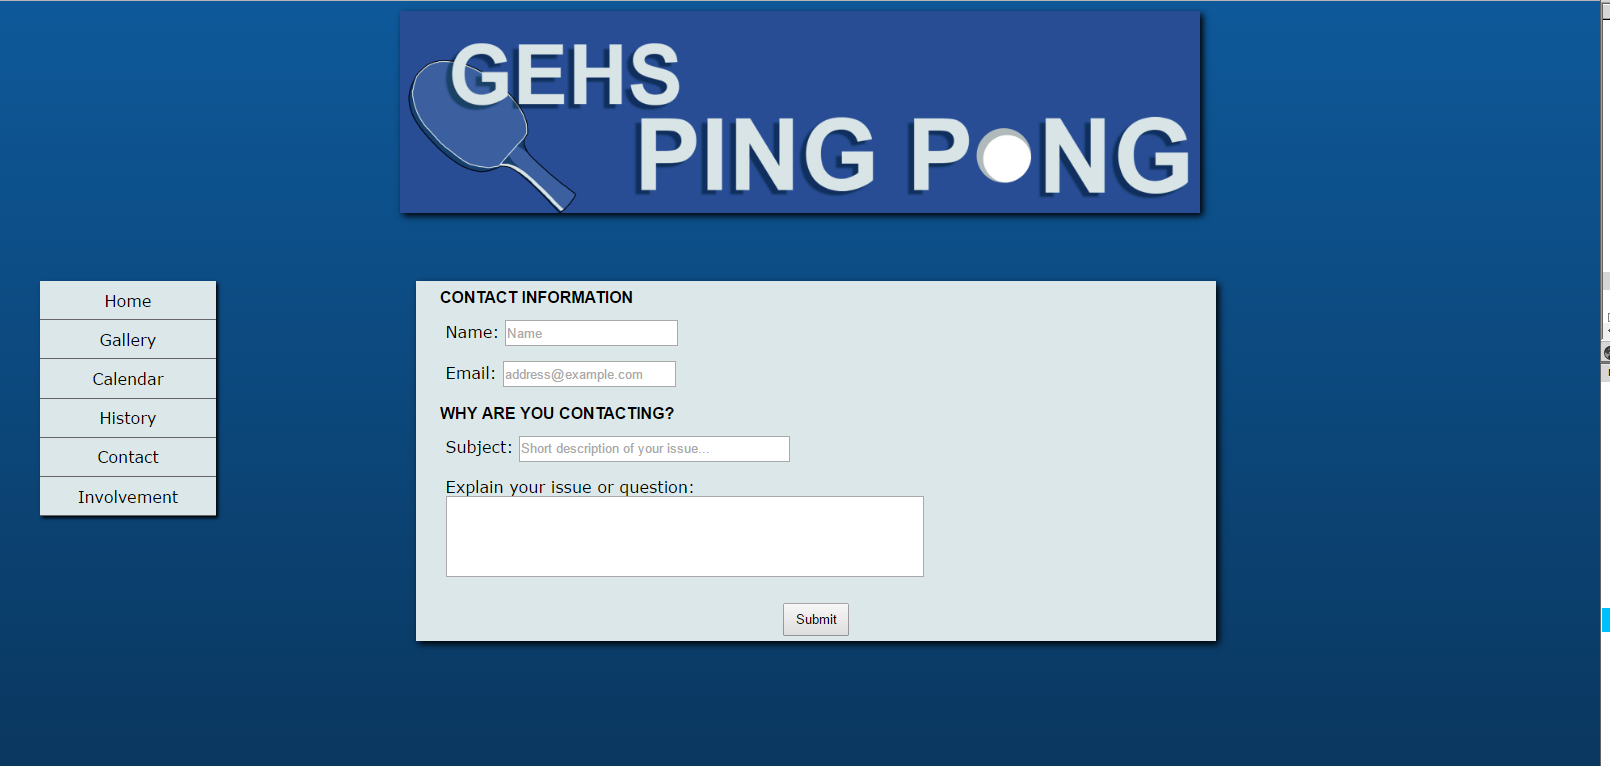 GEHS
PING PONG
Home
Gallery
Calendar
History
Contact
Involvement
CONTACT INFORMATION
Name: Name
Email: address@example.com
WHY ARE YOU CONTACTING?
Subject: Short description of your issue...
Explain your issue or question:
Submit